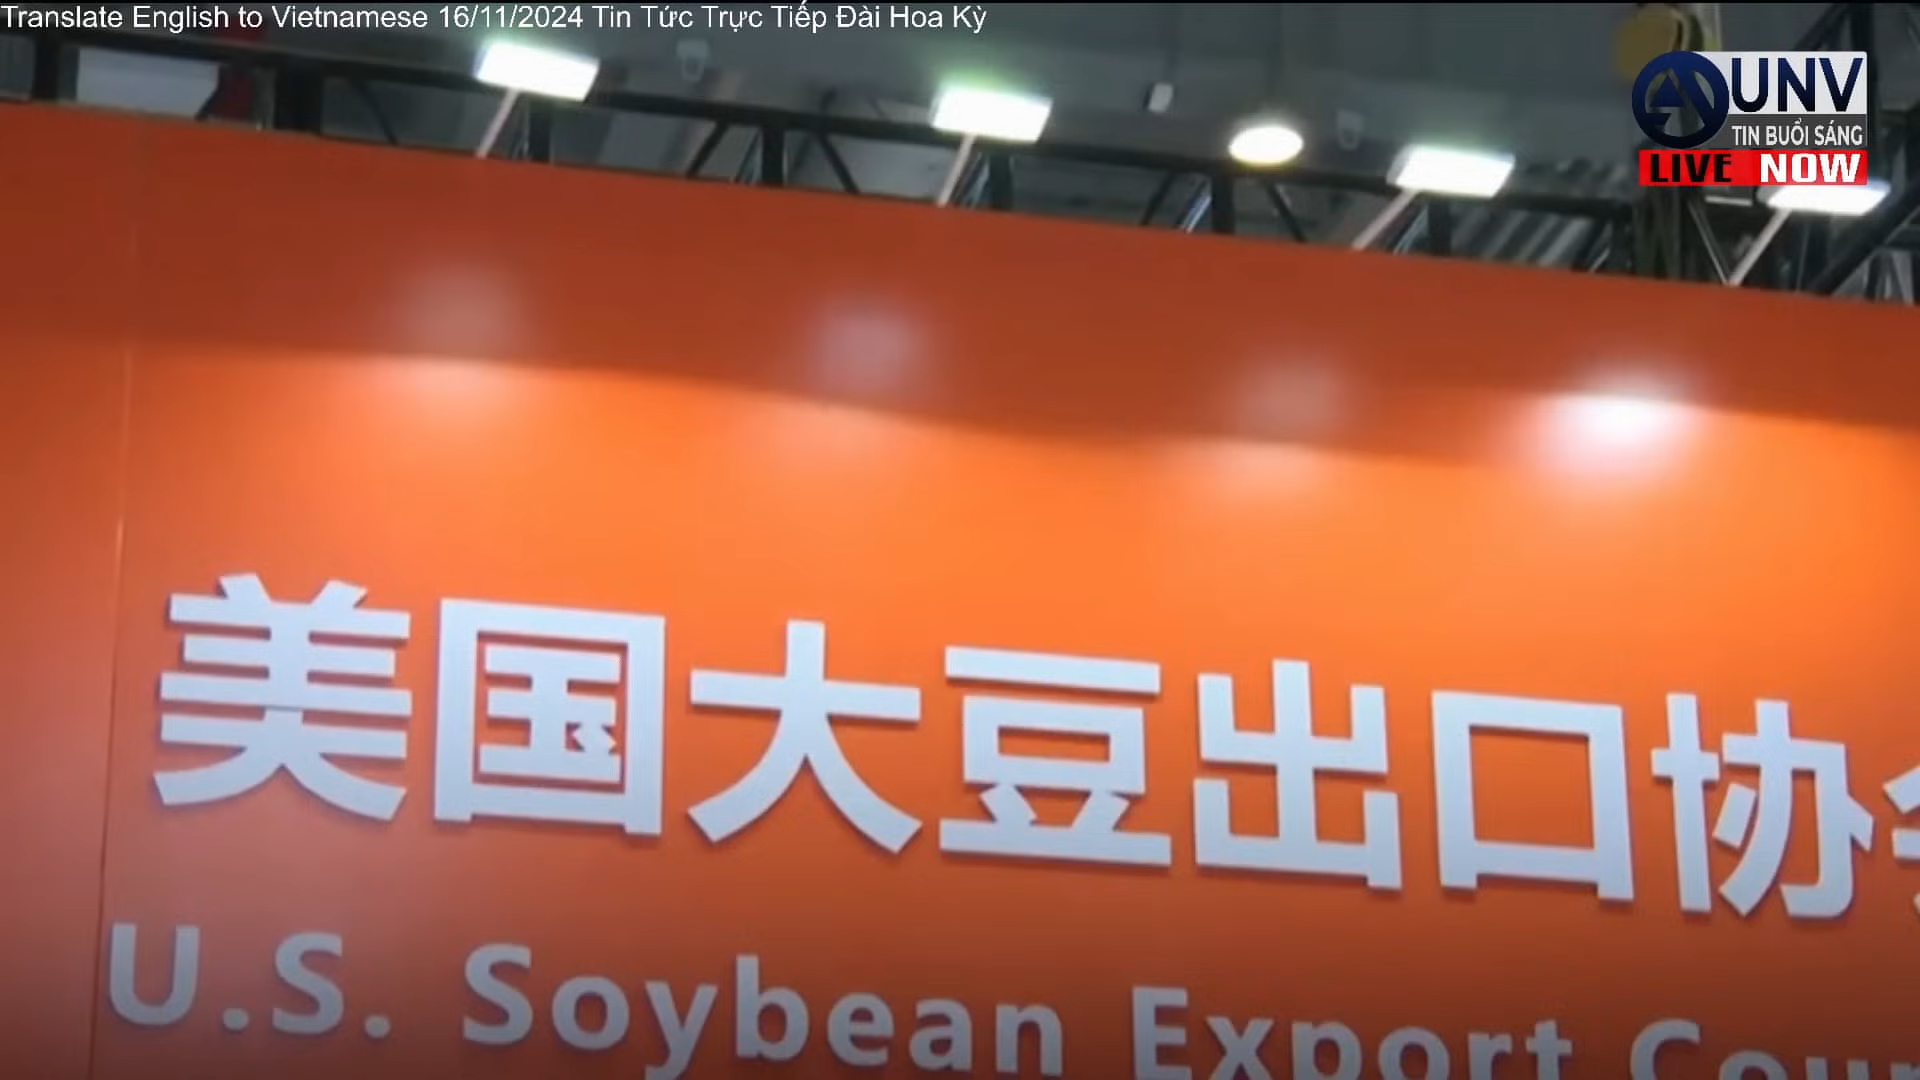 Translate English to Vietnamese 16/11/2024 Tin Tức Trực Tiếp Đài Hoa Kỳ
UNV
TIN BUỔI SÁNG
LIVE NOW
美国大豆出口协
U.S. Soybean Export